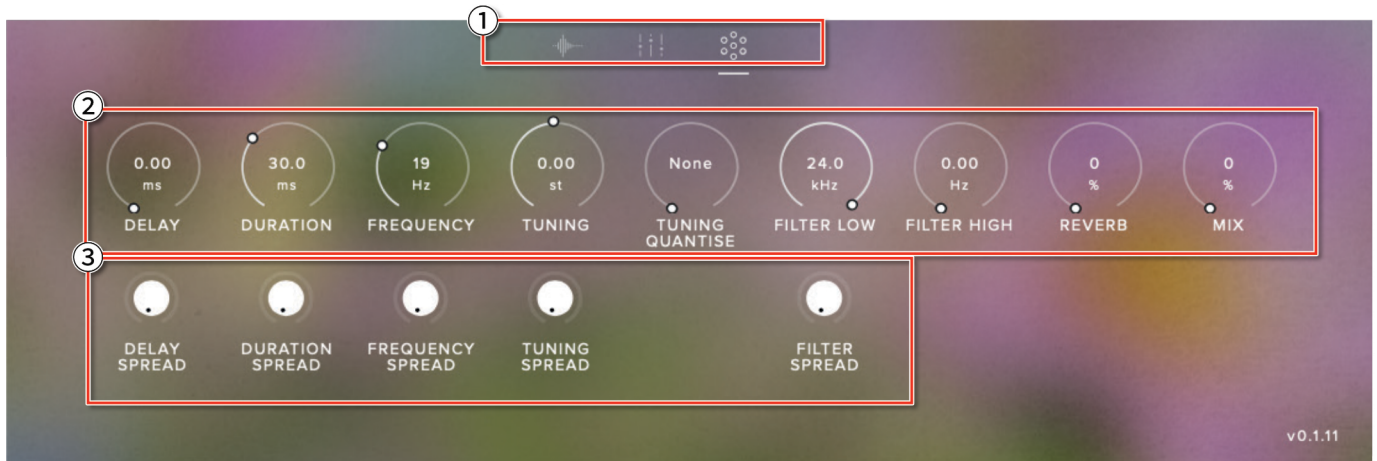 1
2
0.00
ms
DELAY
30.0
ms
DURATION
19
Hz
FREQUENCY
0.00
st
TUNING
None
TUNING
QUANTISE
24.0
kHz
FILTER LOW
0.00
Hz
FILTER HIGH
0
%
REVERB
0
%
MIX
3
DELAY
SPREAD
DURATION
SPREAD
FREQUENCY
SPREAD
TUNING
SPREAD
FILTER
SPREAD
v0.1.11